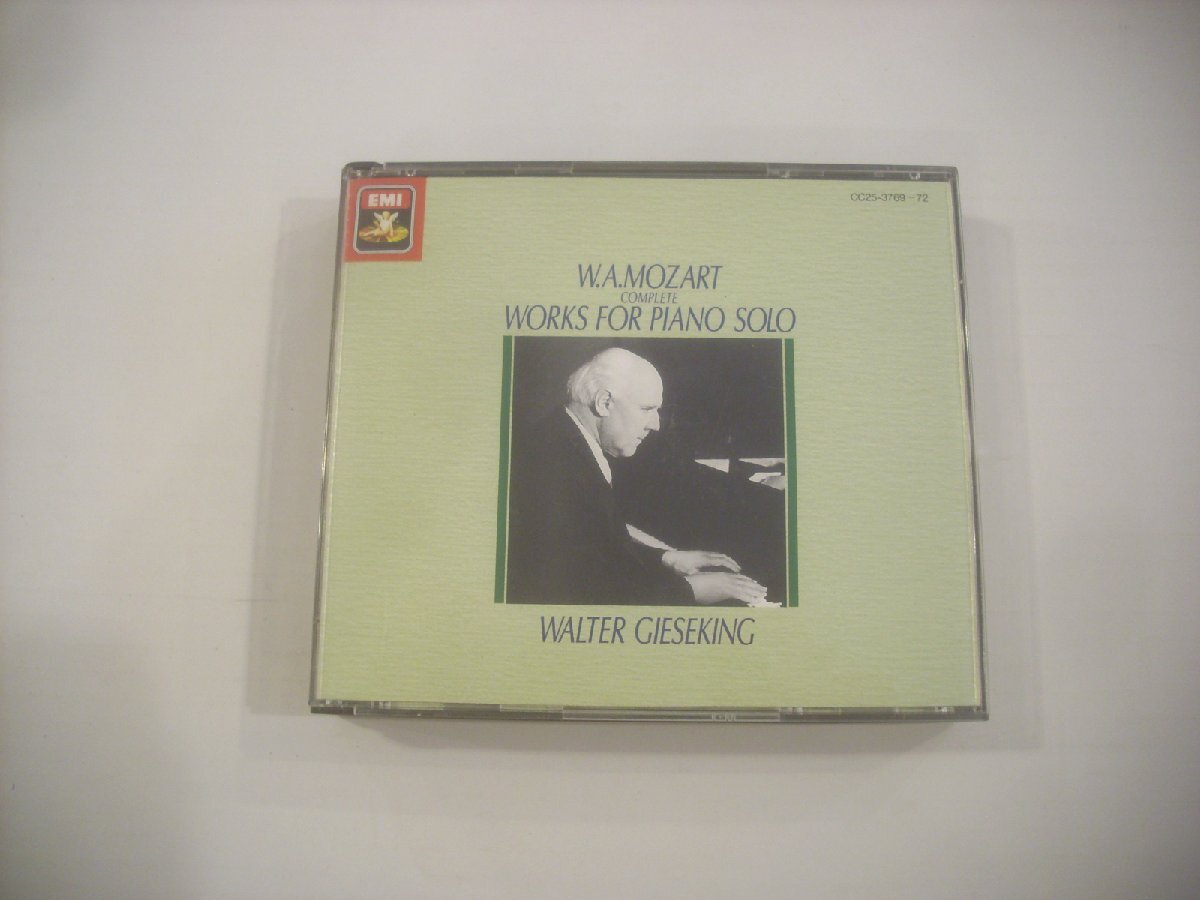 EMI
CC25-3769-72
W.A.MOZART
COMPLETE
WORKS FOR PIANO SOLO
WALTER GIESEKING